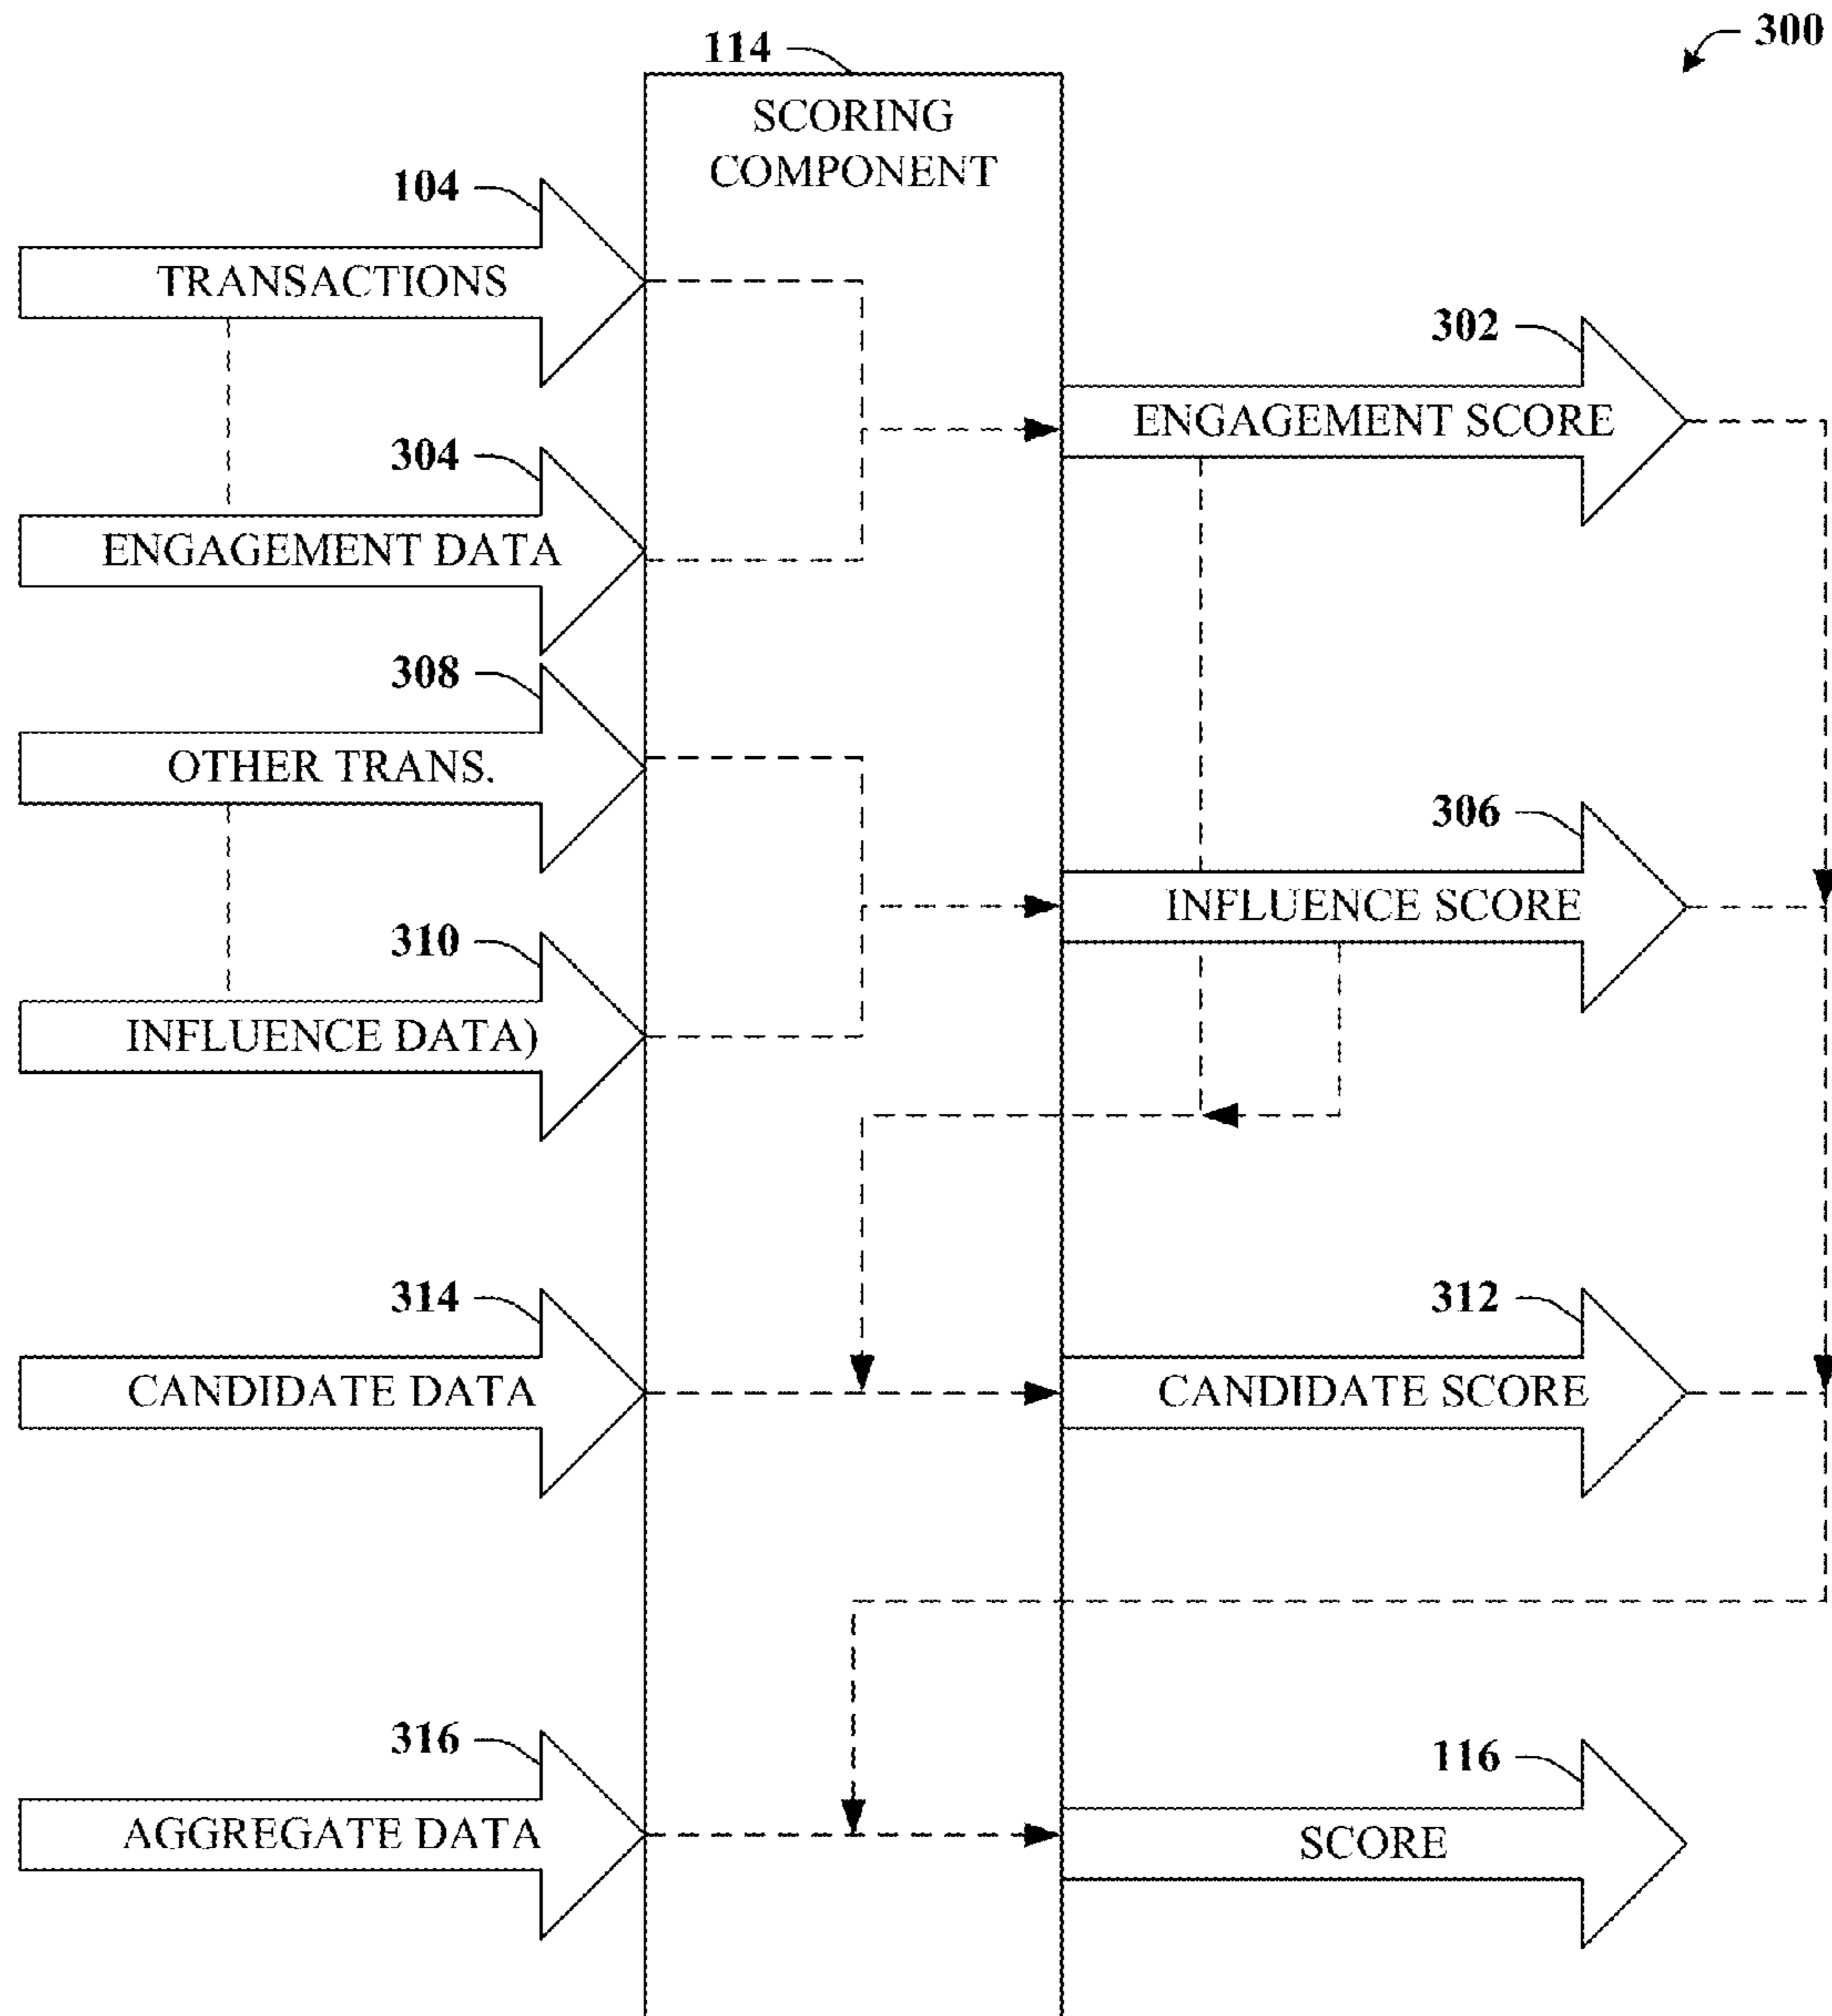 300
114
SCORING
COMPONENT
104
TRANSACTIONS
302
ENGAGEMENT SCORE
304
ENGAGEMENT DATA
308
OTHER TRANS.
306
INFLUENCE SCORE
310
INFLUENCE DATA)
314
CANDIDATE DATA
312
CANDIDATE SCORE
316
AGGREGATE DATA
116
SCORE